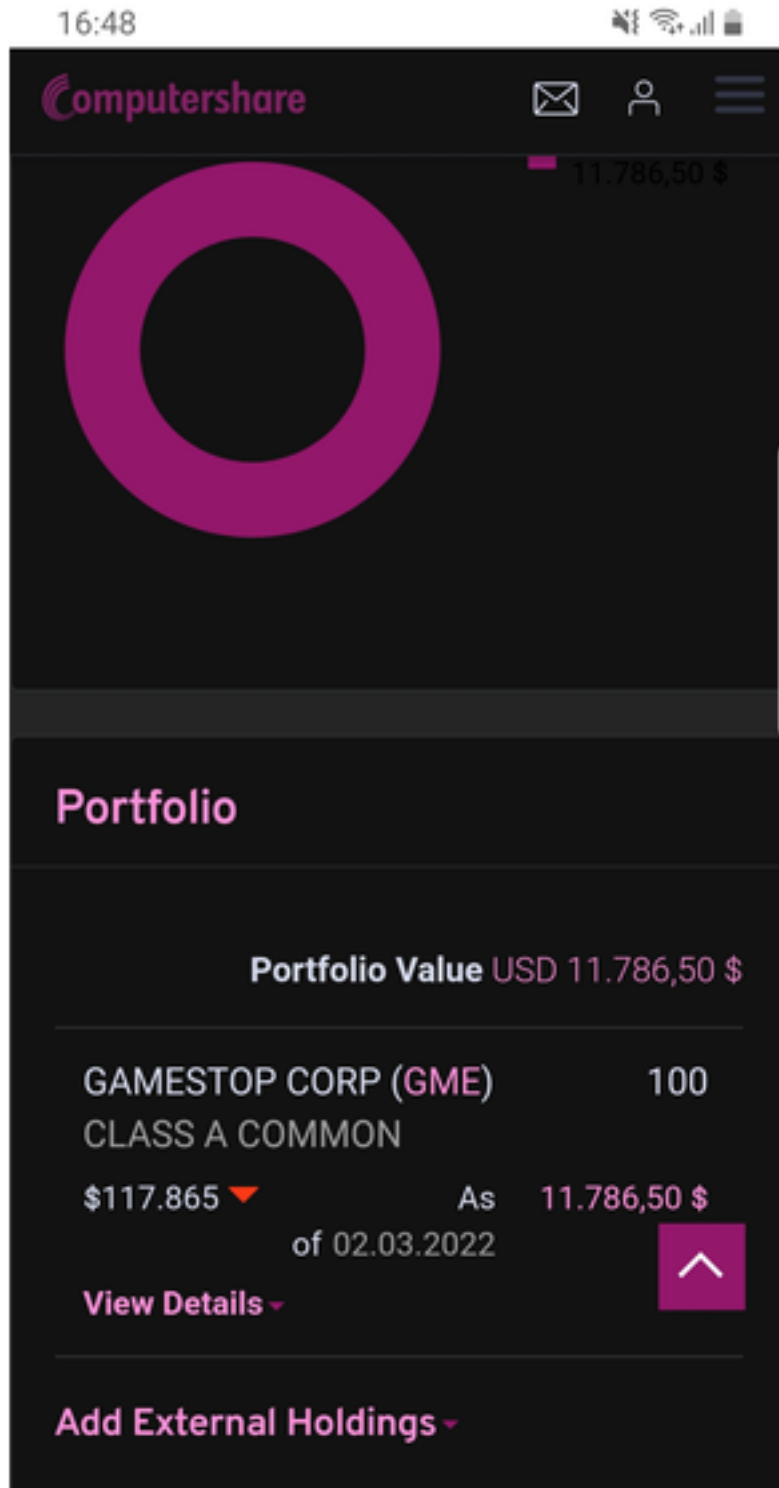 16:48
Computershare
11.786,50 $
Portfolio
Portfolio Value USD 11.786,50 $
GAMESTOP CORP (GME) 100
CLASS A COMMON
$117.865 As 11.786,50 $
of 02.03.2022
View Details
Add External Holdings